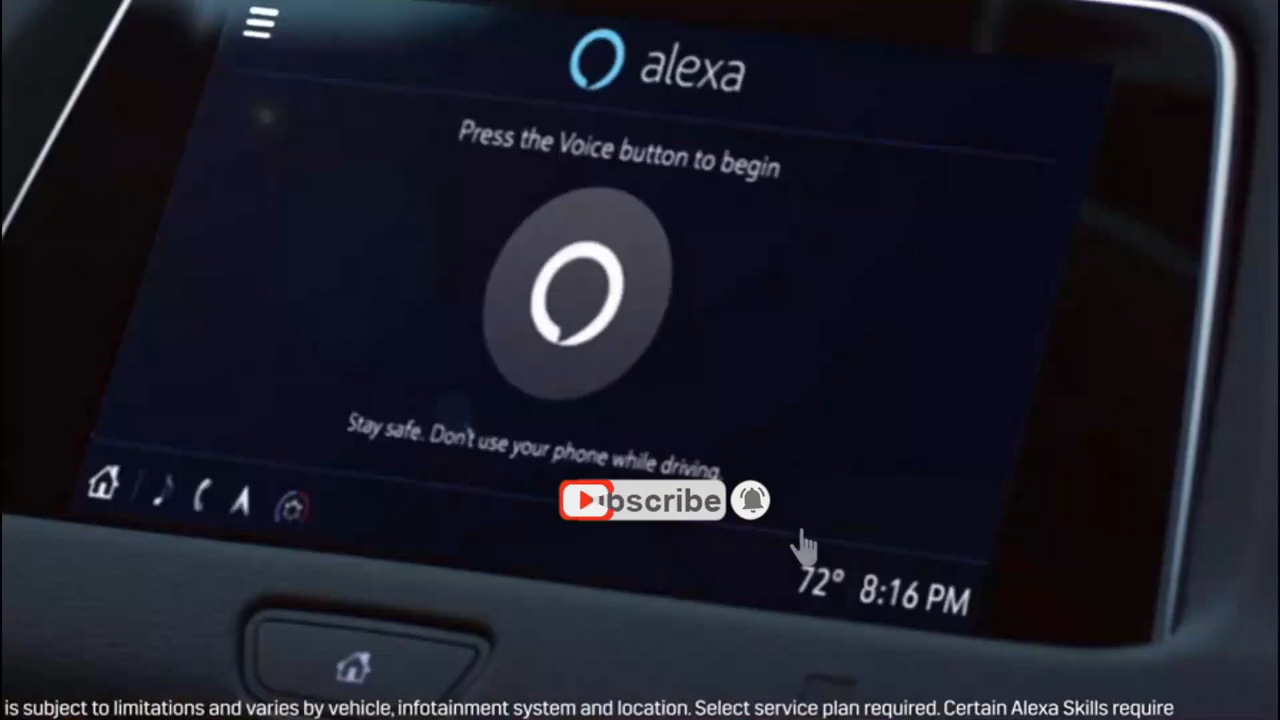 alexa
Press the Voice button to begin
Stay safe. Don't use your phone while driving.
bscribe
72° 8:16 PM
is subject to limitations and varies by vehicle, infotainment system and location. Select service plan required. Certain Alexa Skills require